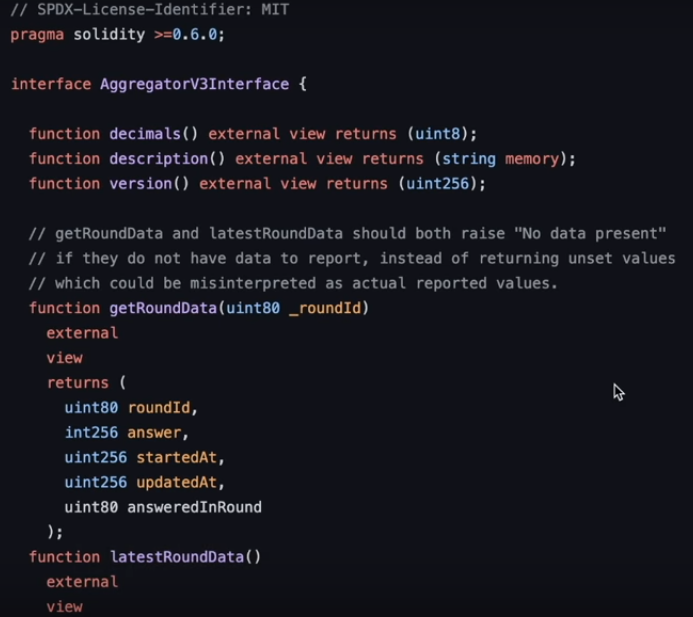 // SPDX-License-Identifier: MIT
pragma solidity >=0.6.0;
interface AggregatorV3Interface {
function decimals() external view returns (uint8);
function description() external view returns (string memory);
function version() external view returns (uint256);
// getRoundData and latestRoundData should both raise "No data present"
// if they do not have data to report, instead of returning unset values
// which could be misinterpreted as actual reported values.
function getRoundData(uint80 _roundId)
external
view
returns (
uint80 roundId,
int256 answer,
uint256 startedAt,
uint256 updatedAt,
uint80 answeredInRound
);
function latestRoundData()
external
view